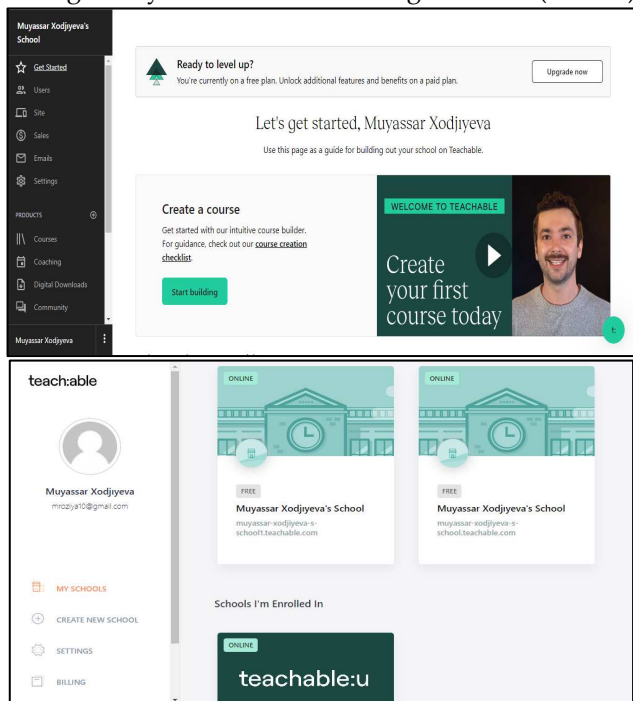 Muyassar Xodjiyeva's
School
Get Started
Users
Site
Sales
Emails
Settings
PRODUCTS
Courses
Coaching
Digital Downloads
Community
Muyassar Xodjiyeva
Ready to level up?
You're currently on a free plan. Unlock additional features and benefits on a paid plan.
Upgrade now
Let's get started, Muyassar Xodjiyeva
Use this page as a guide for building out your school on Teachable.
Create a course
Get started with our intuitive course builder.
For guidance, check out our course creation
checklist.
Start building
WELCOME TO TEACHABLE
Create
your first
course today
t:
teach:able
Muyassar Xodjiyeva
mroziya10@gmail.com
MY SCHOOLS
CREATE NEW SCHOOL
SETTINGS
BILLING
ONLINE
FREE
Muyassar Xodjiyeva's School
muyassar-xodjiyeva-s-
school1.teachable.com
ONLINE
FREE
Muyassar Xodjiyeva's School
muyassar-xodjiyeva-s-
school.teachable.com
Schools I'm Enrolled In
ONLINE
teachable:u